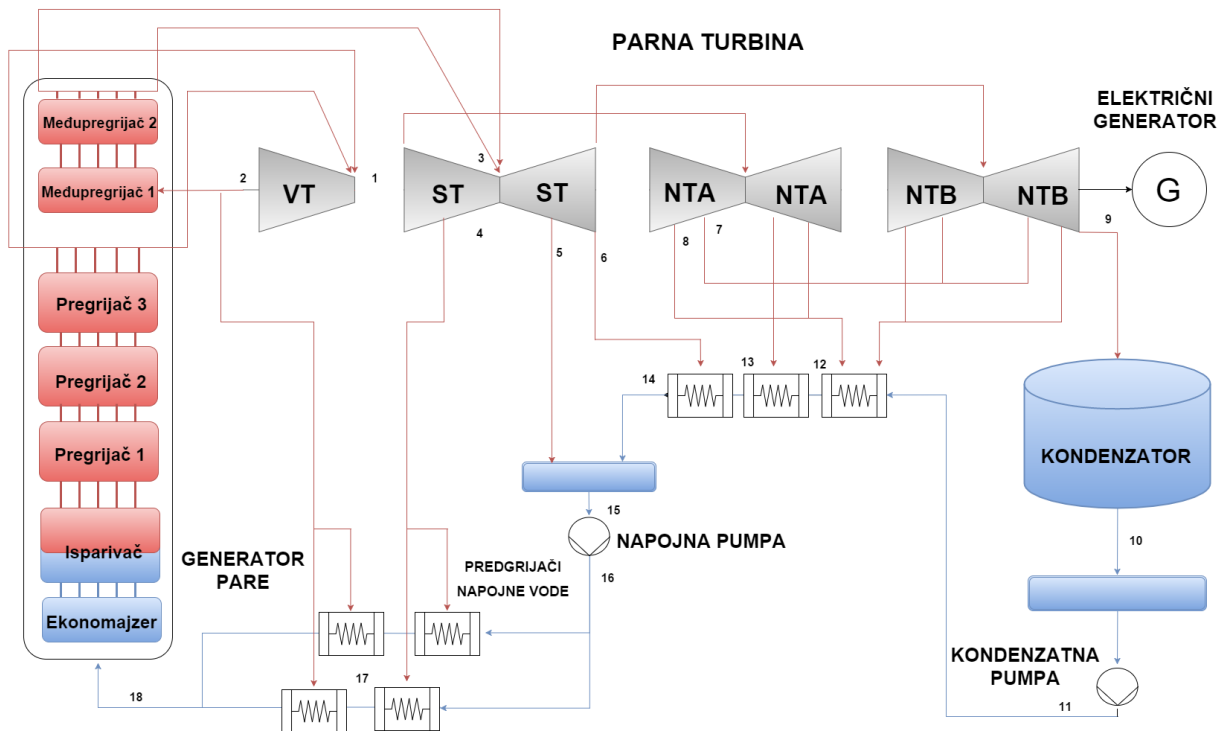 PARNA TURBINA
ELEKTRIČNI
GENERATOR
Međupregrijač 2
Međupregrijač 1
2
VT
1
3
ST
ST
4
5
6
NTA
NTA
8
7
NTB
NTB
9
G
Pregrijač 3
Pregrijač 2
Pregrijač 1
Isparivač
Ekonomajzer
GENERATOR
PARE
14
13
12
KONDENZATOR
15
NAPOJNA PUMPA
16
PREDGRIJAČI
NAPOJNE VODE
10
KONDENZATNA
PUMPA
11
17
18